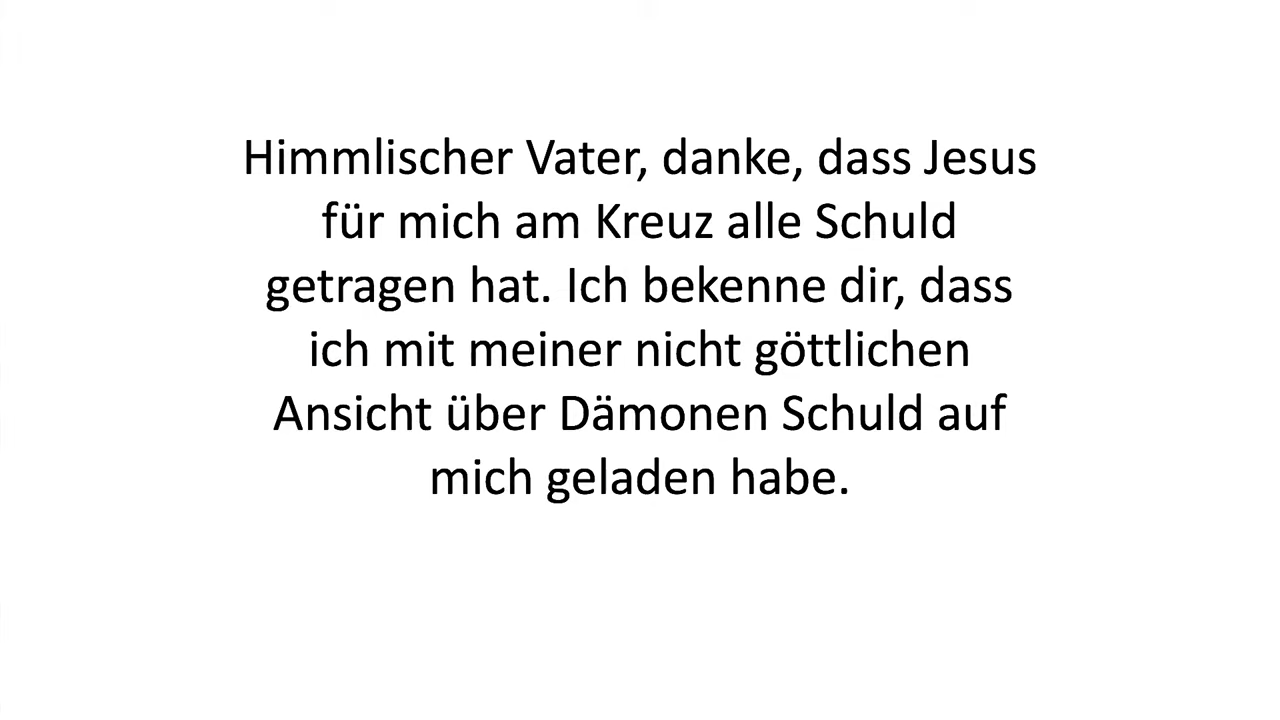 Himmlischer Vater, danke, dass Jesus
für mich am Kreuz alle Schuld
getragen hat. Ich bekenne dir, dass
ich mit meiner nicht göttlichen
Ansicht über Dämonen Schuld auf
mich geladen habe.